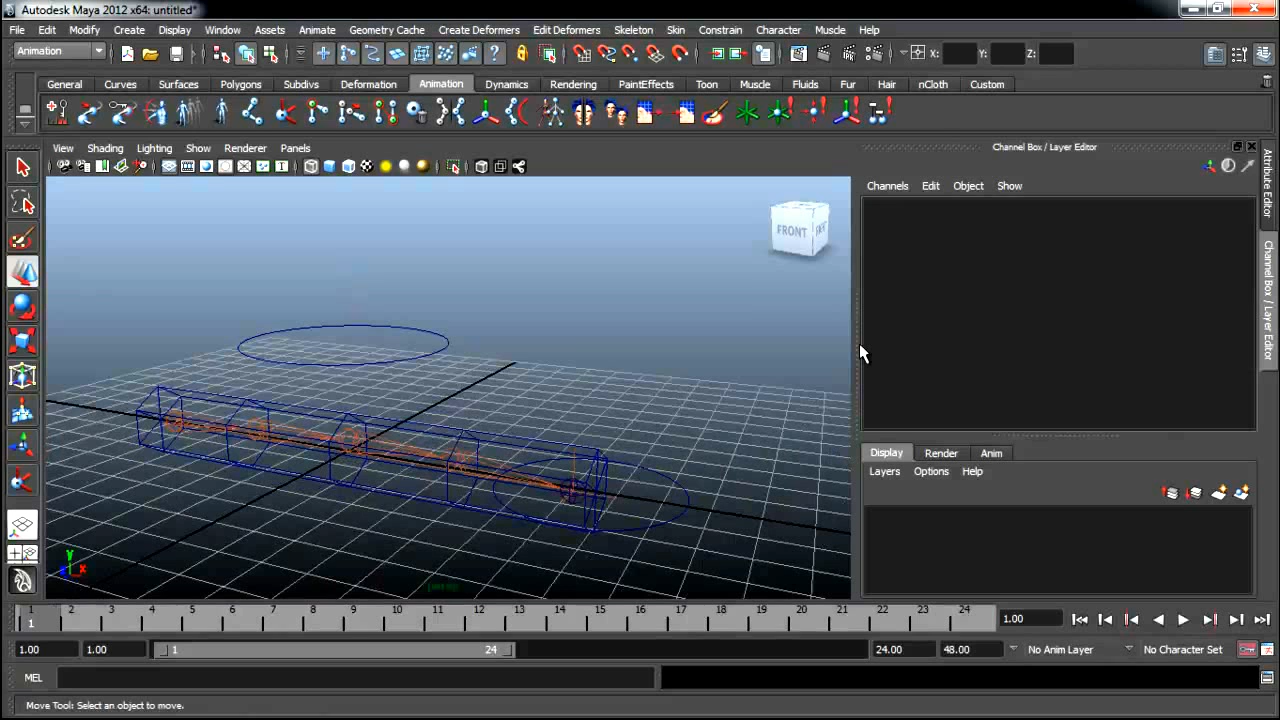 Autodesk Maya 2012 x64: untitled*
File Edit Modify Create Display Window Assets Animate Geometry Cache Create Deformers Edit Deformers Skeleton Skin Constrain Character Muscle Help
Animation X: Y: Z:
General Curves Surfaces Subdivs Deformation Animation Dynamics Rendering PaintEffects Toon Muscle Fluids Fur Hair nCloth Custom
View Shading Lighting Show Renderer Panels
Channel Box / Layer Editor
Channels Edit Object Show
FRONT
Attribute Editor
Channel Box / Layer Editor
Display Render Anim
Layers Options Help
y
x
1 2 3 4 5 6 7 8 9 10 11 12 13 14 15 16 17 18 19 20 21 22 23 24
1
1.00
1.00 1.00 1 24 24.00 48.00 No Anim Layer No Character Set
MEL
Move Tool: Select an object to move.